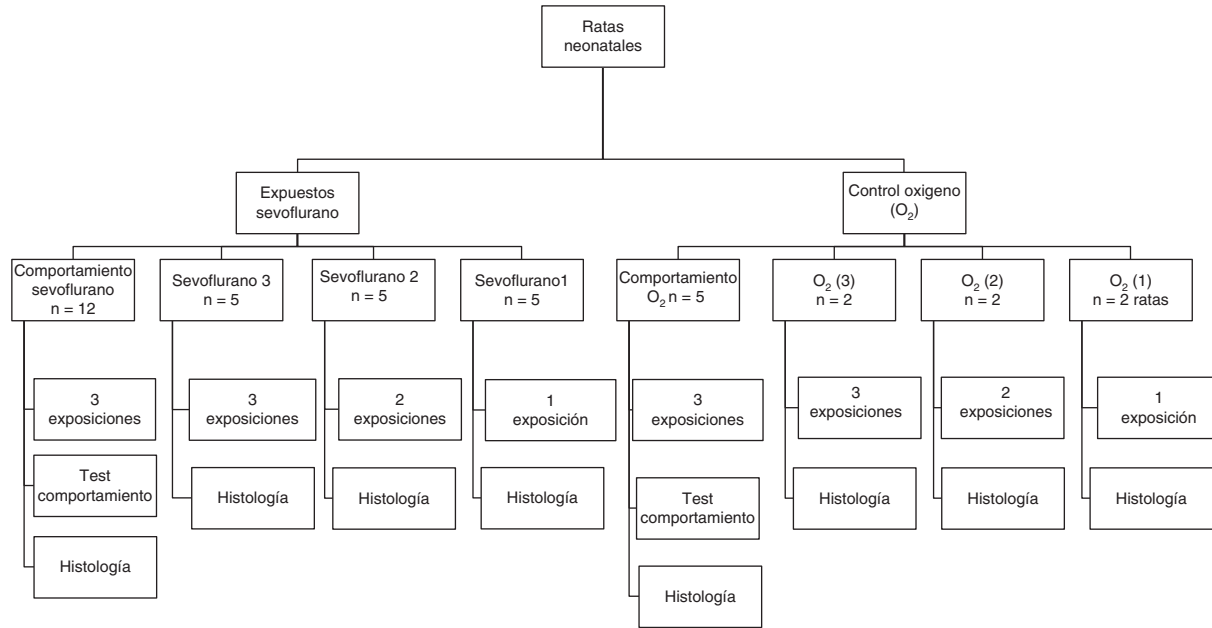 Ratas
neonatales
Expuestos
sevoflurano
Control oxigeno
(O₂)
Comportamiento
sevoflurano
n = 12
Sevoflurano 3
n = 5
Sevoflurano 2
n = 5
Sevoflurano1
n = 5
Comportamiento
O₂ n = 5
O₂ (3)
n = 2
O₂ (2)
n = 2
O₂ (1)
n = 2 ratas
3
exposiciones
3
exposiciones
2
exposiciones
1
exposición
3
exposiciones
3
exposiciones
2
exposiciones
1
exposición
Test
comportamiento
Histología
Histología
Histología
Test
comportamiento
Histología
Histología
Histología
Histología
Histología